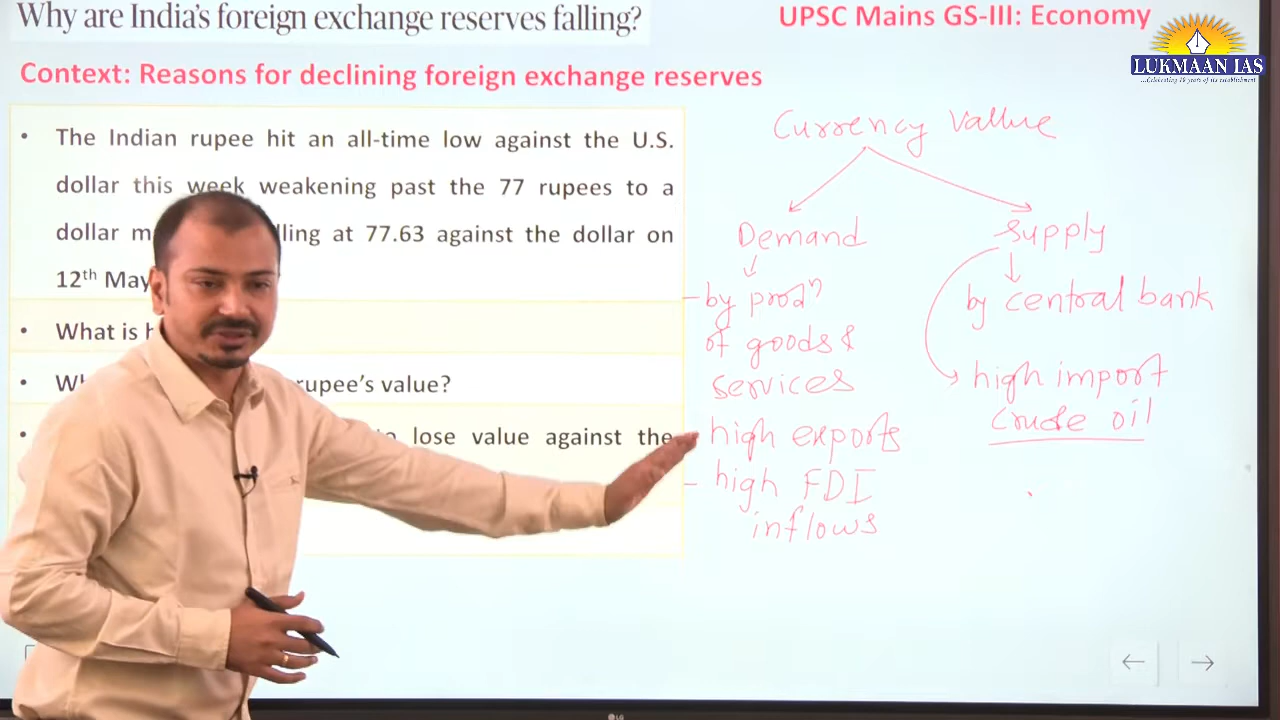 Why are India's foreign exchange reserves falling?
UPSC Mains GS-III: Economy
LUKMAAN IAS
Context: Reasons for declining foreign exchange reserves
• The Indian rupee hit an all-time low against the U.S.
dollar this week weakening past the 77 rupees to a
dollar m lling at 77.63 against the dollar on
12th May
• What is h
• Wh rupee's value?
• lose value against the
Currency Vallue
Demand
- by prodn
of goods &
services
- high exports
- high FDI
inflows
Supply
by central bank
high import
crude oil
LG